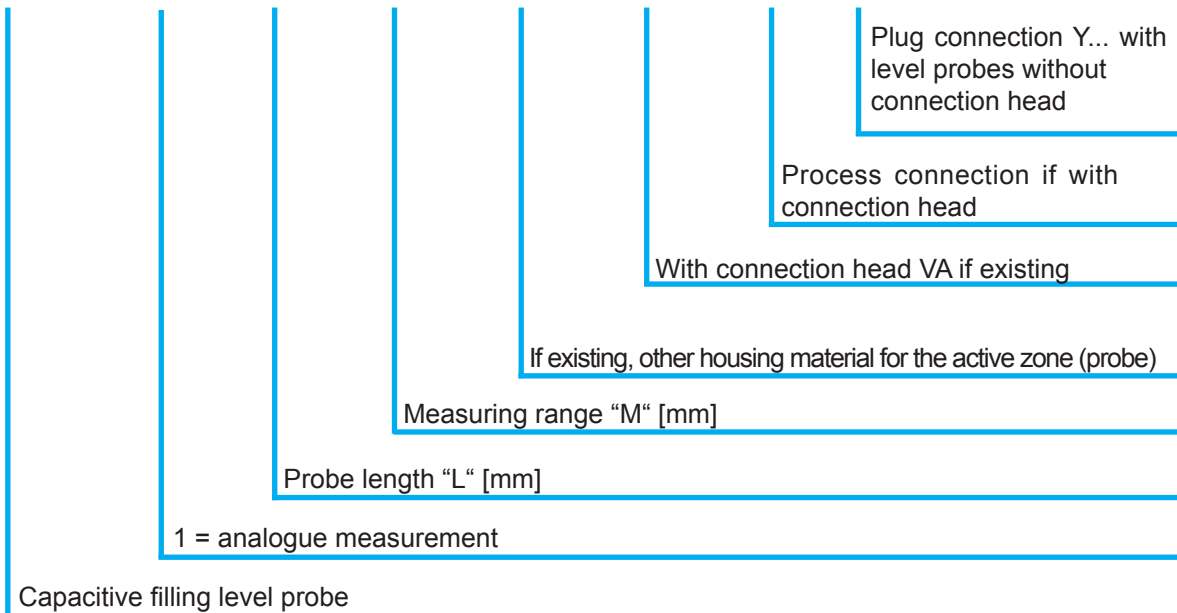 Plug connection Y... with
level probes without
connection head
Process connection if with
connection head
With connection head VA if existing
If existing, other housing material for the active zone (probe)
Measuring range “M“ [mm]
Probe length “L“ [mm]
1 = analogue measurement
Capacitive filling level probe